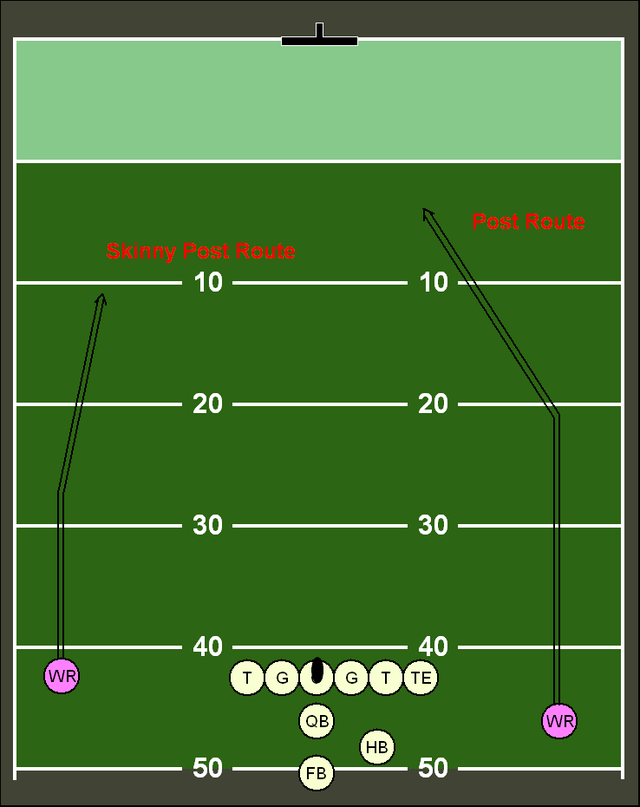 Post Route
Skinny Post Route
10 10
20 20
30 30
40 40
WR T G G T TE
QB WR
HB
50 FB 50